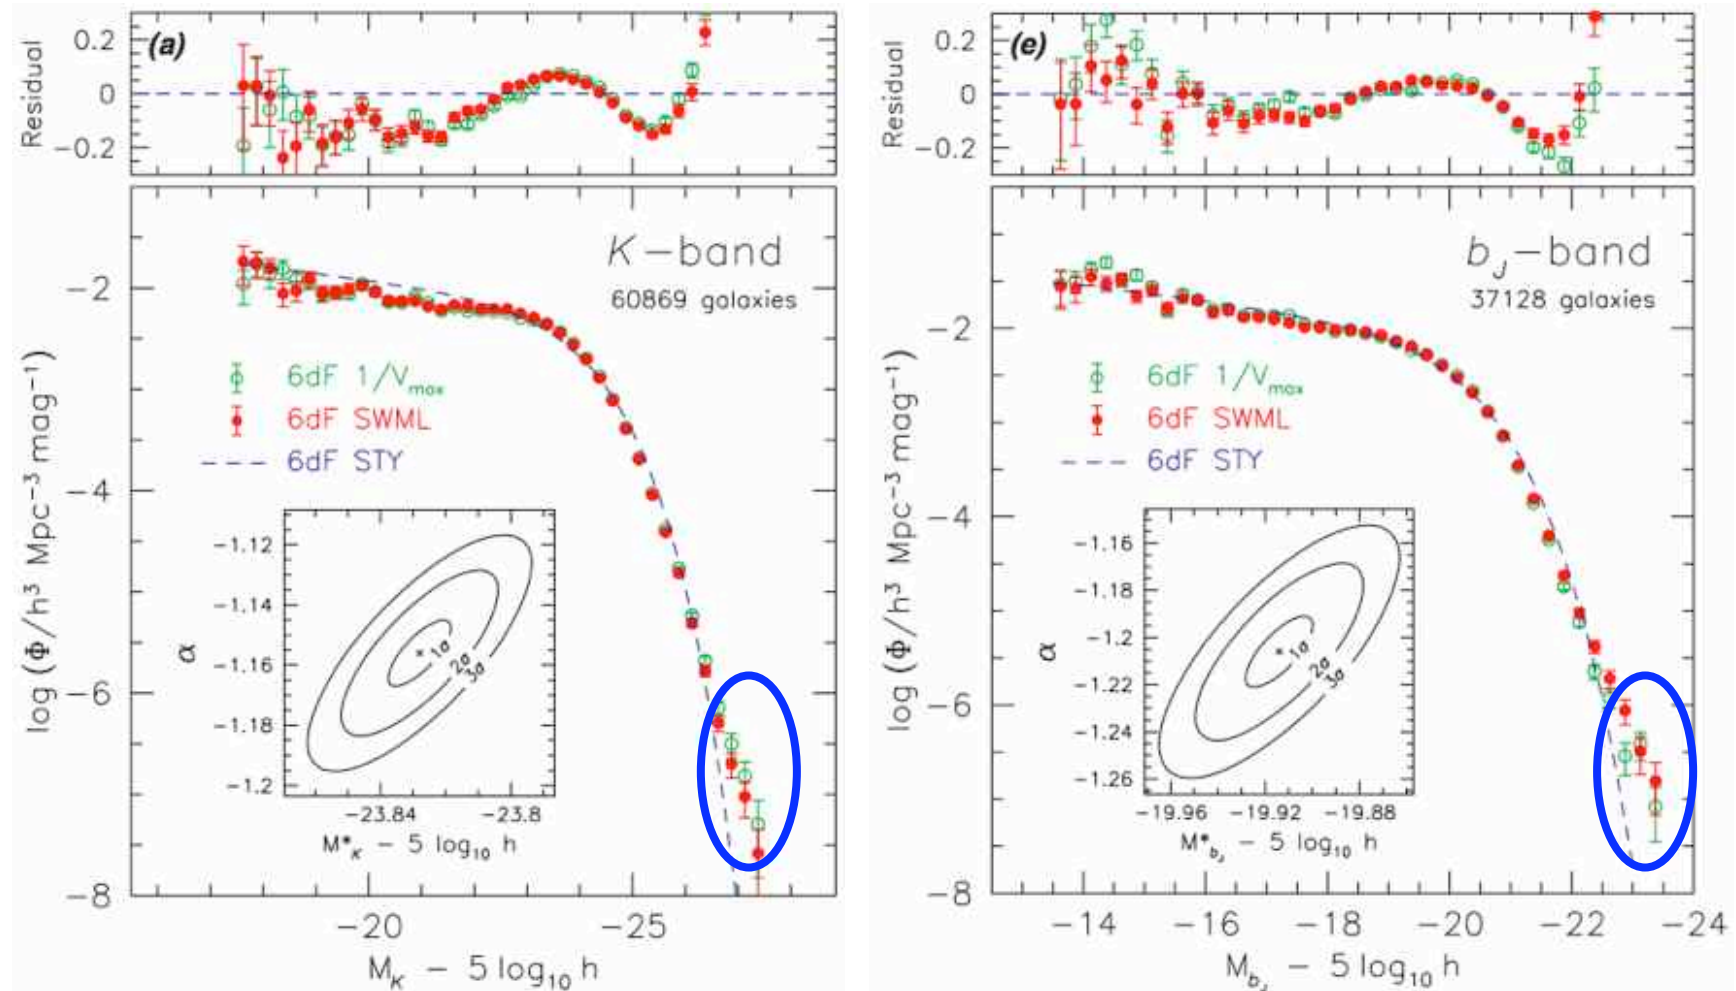 (a)
Residual
0.2
0
−0.2
K−band
60869 galaxies
6dF 1/Vmax
6dF SWML
6dF STY
log (Φ/h³ Mpc⁻³ mag⁻¹)
−2
−4
−6
−8
α
−1.12
−1.14
−1.16
−1.18
−1.2
1σ
2σ
3σ
−23.84 −23.8
M*K − 5 log₁₀ h
−20 −25
MK − 5 log₁₀ h
(e)
Residual
0.2
0
−0.2
bJ−band
37128 galaxies
6dF 1/Vmax
6dF SWML
6dF STY
log (Φ/h³ Mpc⁻³ mag⁻¹)
−2
−4
−6
−8
α
−1.16
−1.18
−1.2
−1.22
−1.24
−1.26
1σ
2σ
3σ
−19.96 −19.92 −19.88
M*bJ − 5 log₁₀ h
−14 −16 −18 −20 −22 −24
MbJ − 5 log₁₀ h